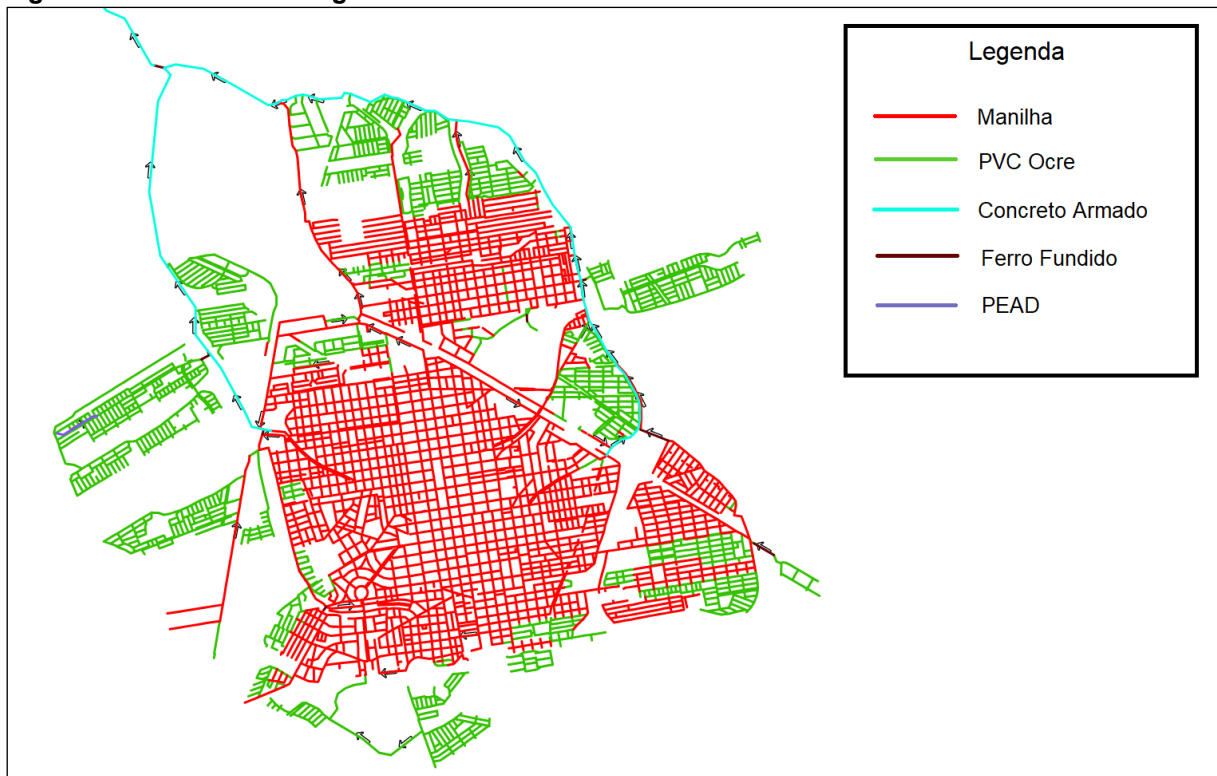 Legenda
Manilha
PVC Ocre
Concreto Armado
Ferro Fundido
PEAD